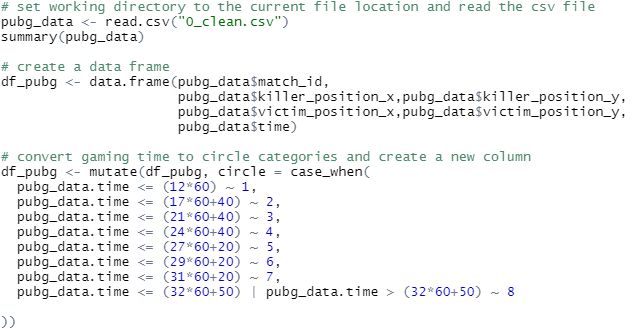 # set working directory to the current file location and read the csv file
pubg_data <- read.csv("0_clean.csv")
summary(pubg_data)
# create a data frame
df_pubg <- data.frame(pubg_data$match_id,
pubg_data$killer_position_x,pubg_data$killer_position_y,
pubg_data$victim_position_x,pubg_data$victim_position_y,
pubg_data$time)
# convert gaming time to circle categories and create a new column
df_pubg <- mutate(df_pubg, circle = case_when(
pubg_data.time <= (12*60) ~ 1,
pubg_data.time <= (17*60+40) ~ 2,
pubg_data.time <= (21*60+40) ~ 3,
pubg_data.time <= (24*60+40) ~ 4,
pubg_data.time <= (27*60+20) ~ 5,
pubg_data.time <= (29*60+20) ~ 6,
pubg_data.time <= (31*60+20) ~ 7,
pubg_data.time <= (32*60+50) | pubg_data.time > (32*60+50) ~ 8
))